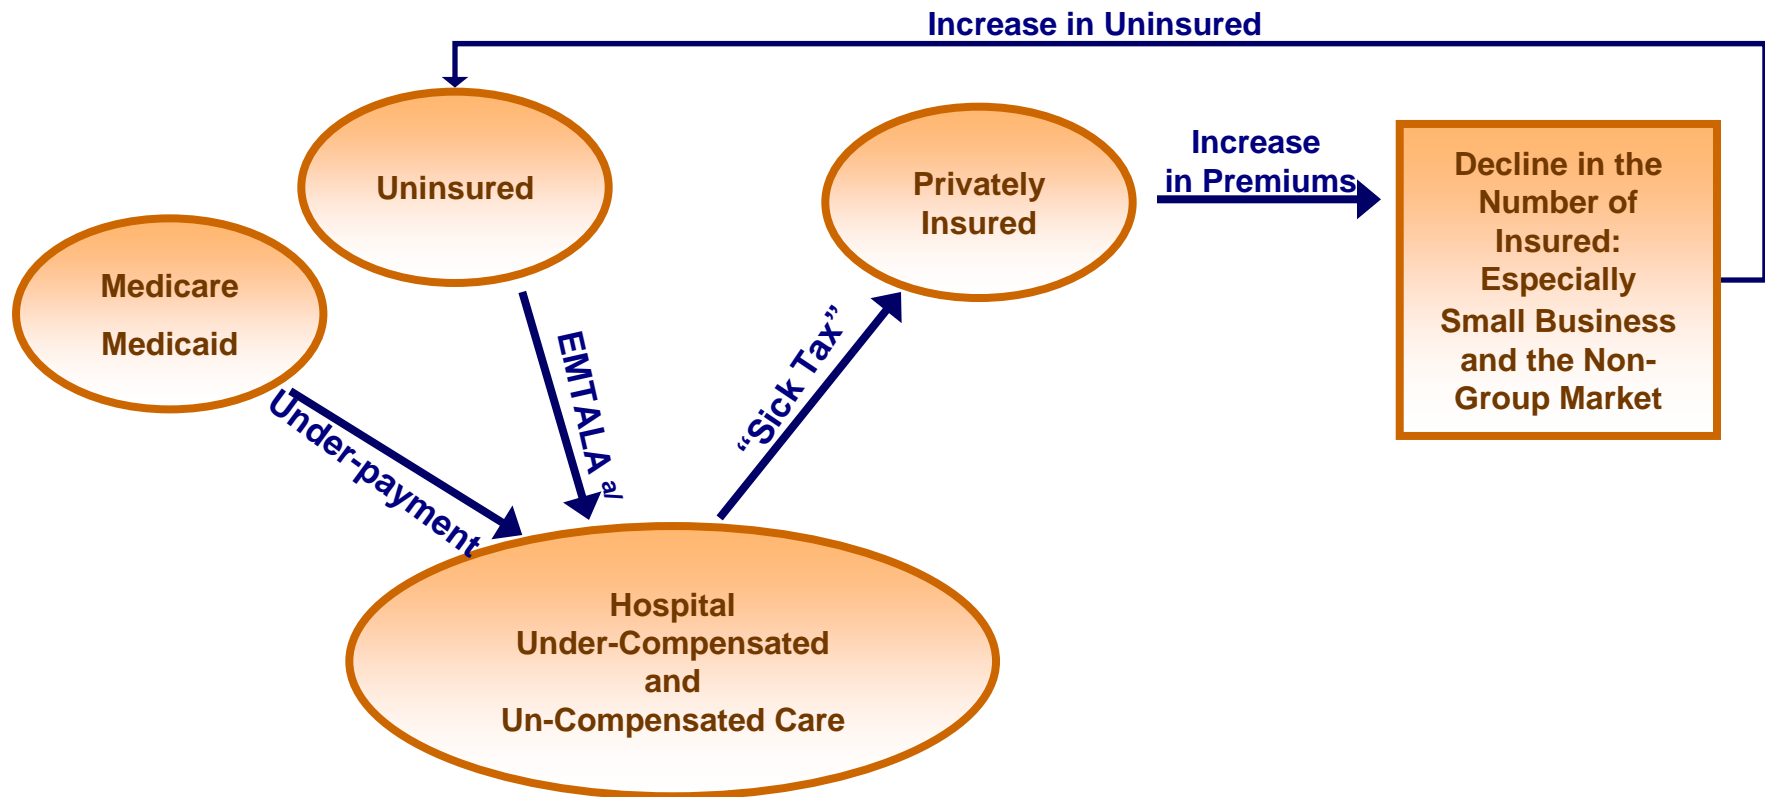 Increase in Uninsured
Uninsured
Medicare
Medicaid
Privately
Insured
Increase
in Premiums
Decline in the
Number of
Insured:
Especially
Small Business
and the Non-
Group Market
Under-payment
EMTALA a/
“Sick Tax”
Hospital
Under-Compensated
and
Un-Compensated Care